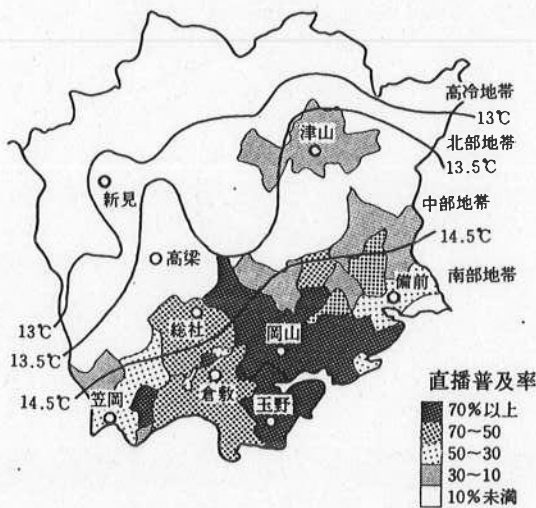 高冷地帯
13℃
津山
北部地帯
13.5℃
新見
中部地帯
14.5℃
高梁
備前
南部地帯
総社
岡山
13℃
13.5℃
倉敷
14.5℃
笠岡
玉野
直播普及率
70%以上
70～50
50～30
30～10
10%未満